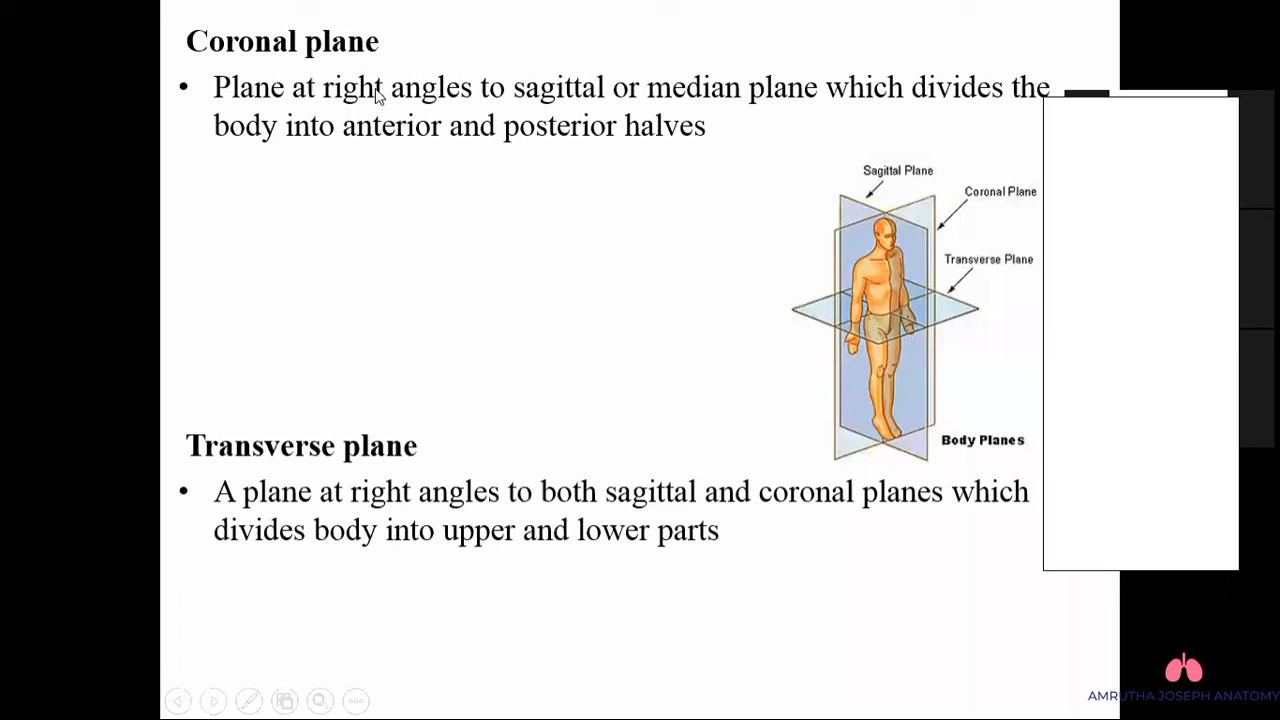 Coronal plane
• Plane at right angles to sagittal or median plane which divides the
body into anterior and posterior halves
Sagittal Plane
Coronal Plane
Transverse Plane
Body Planes
Transverse plane
• A plane at right angles to both sagittal and coronal planes which
divides body into upper and lower parts
AMRUTHA JOSEPH ANATOMY